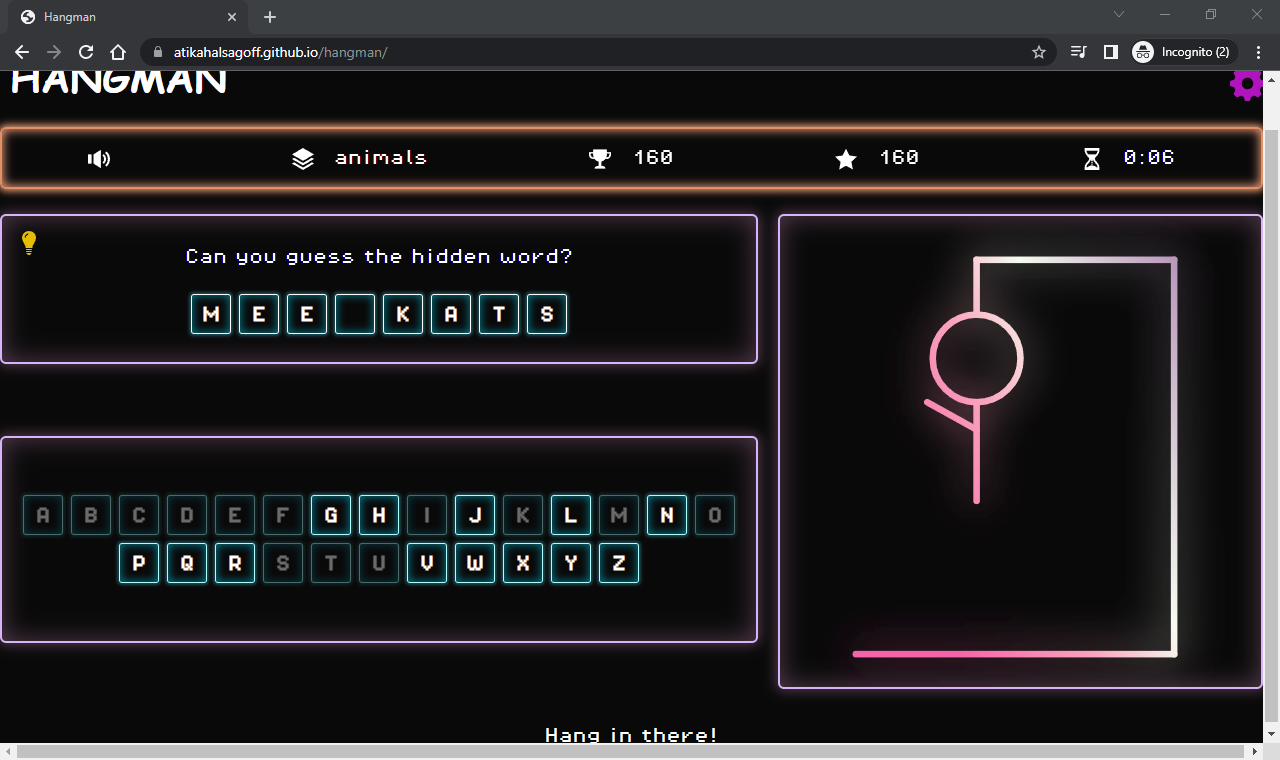 Hangman
atikahalsagoff.github.io/hangman/
Incognito (2)
HANGMAN
animals
160
160
0:06
Can you guess the hidden word?
M E E K A T S
A B C D E F G H I J K L M N O
P Q R S T U V W X Y Z
Hang in there!